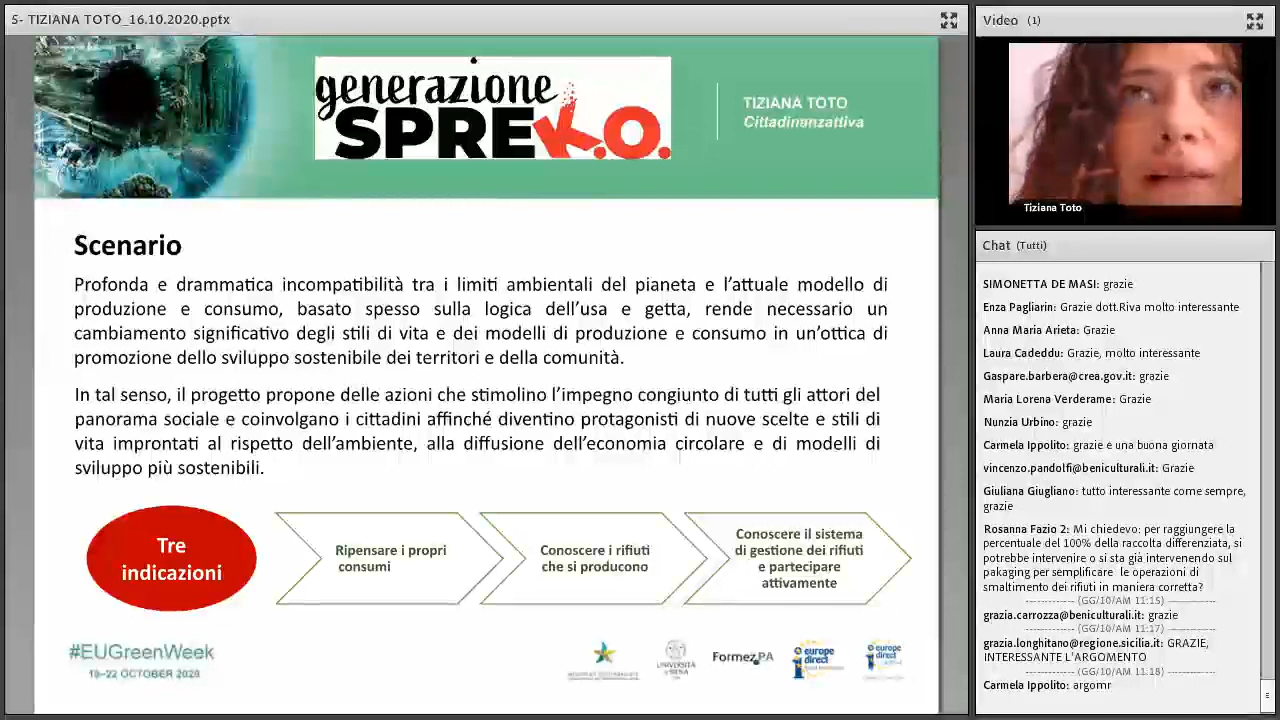 5- TIZIANA TOTO_16.10.2020.pptx
generazione
SPREK.O.
TIZIANA TOTO
Cittadinanzattiva
Scenario
Profonda e drammatica incompatibilità tra i limiti ambientali del pianeta e l'attuale modello di
produzione e consumo, basato spesso sulla logica dell'usa e getta, rende necessario un
cambiamento significativo degli stili di vita e dei modelli di produzione e consumo in un'ottica di
promozione dello sviluppo sostenibile dei territori e della comunità.
In tal senso, il progetto propone delle azioni che stimolino l'impegno congiunto di tutti gli attori del
panorama sociale e coinvolgano i cittadini affinché diventino protagonisti di nuove scelte e stili di
vita improntati al rispetto dell'ambiente, alla diffusione dell'economia circolare e di modelli di
sviluppo più sostenibili.
Tre
indicazioni
Ripensare i propri
consumi
Conoscere i rifiuti
che si producono
Conoscere il sistema
di gestione dei rifiuti
e partecipare
attivamente
#EUGreenWeek
19–22 OCTOBER 2020
UNIVERSITÀ
Formez PA
europe
direct
europe
direct
Video (1)
Tiziana Toto
Chat (Tutti)
SIMONETTA DE MASI: grazie
Enza Pagliarin: Grazie dott.Riva molto interessante
Anna Maria Arieta: Grazie
Laura Cadeddu: Grazie, molto interessante
Gaspare.barbera@crea.gov.it: grazie
Maria Lorena Verderame: Grazie
Nunzia Urbino: grazie
Carmela Ippolito: grazie e una buona giornata
vincenzo.pandolfi@beniculturali.it: Grazie
Giuliana Giugliano: tutto interessante come sempre,
grazie
Rosanna Fazio 2: Mi chiedevo: per raggiungere la
percentuale del 100% della raccolta differenziata, si
potrebbe intervenire o si sta già intervenendo sul
pakaging per semplificare le operazioni di
smaltimento dei rifiuti in maniera corretta?
------------ (GG/10/AM 11:15) ------------
grazia.carrozza@beniculturali.it: grazie
------------ (GG/10/AM 11:17) ------------
grazia.longhitano@regione.sicilia.it: GRAZIE,
INTERESSANTE L'ARGOMENTO
------------ (GG/10/AM 11:18) ------------
Carmela Ippolito: argomr